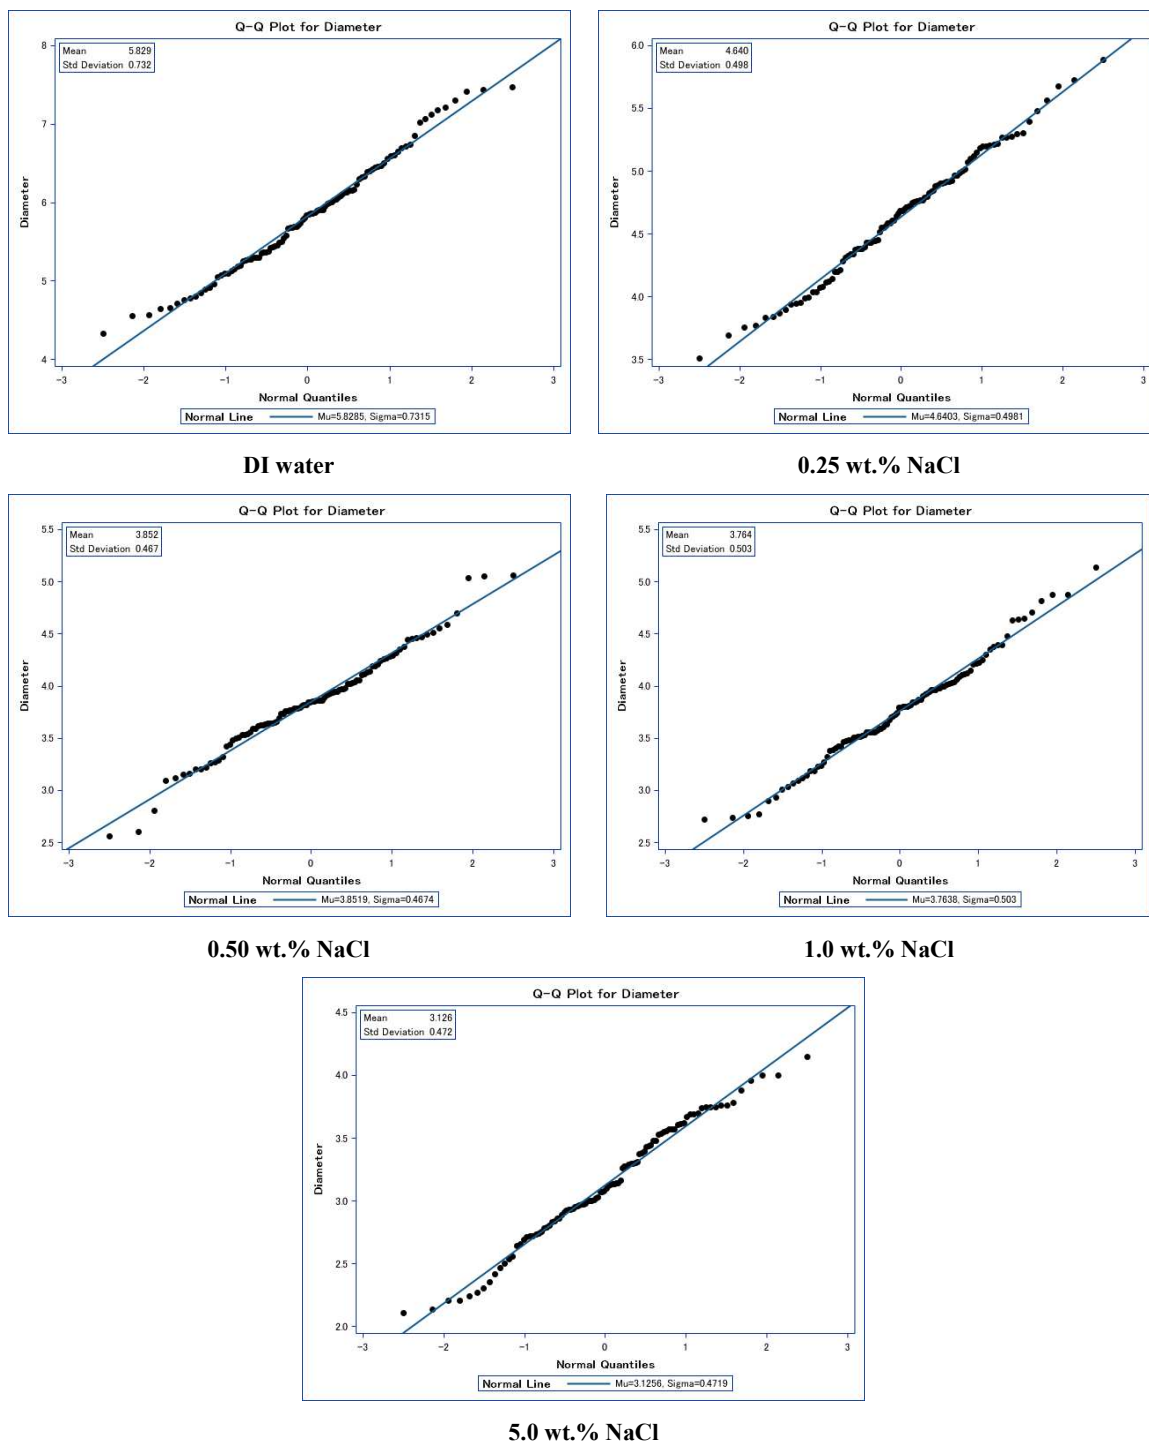 Q-Q Plot for Diameter
Mean 5.829
Std Deviation 0.732
8
7
6
5
4
Diameter
-3 -2 -1 0 1 2 3
Normal Quantiles
Normal Line Mu=5.8285, Sigma=0.7315
DI water
Q-Q Plot for Diameter
Mean 4.640
Std Deviation 0.498
6.0
5.5
5.0
4.5
4.0
3.5
Diameter
-3 -2 -1 0 1 2 3
Normal Quantiles
Normal Line Mu=4.6403, Sigma=0.4981
0.25 wt.% NaCl
Q-Q Plot for Diameter
Mean 3.852
Std Deviation 0.467
5.5
5.0
4.5
4.0
3.5
3.0
2.5
Diameter
-3 -2 -1 0 1 2 3
Normal Quantiles
Normal Line Mu=3.8519, Sigma=0.4674
0.50 wt.% NaCl
Q-Q Plot for Diameter
Mean 3.764
Std Deviation 0.503
5.5
5.0
4.5
4.0
3.5
3.0
2.5
Diameter
-3 -2 -1 0 1 2 3
Normal Quantiles
Normal Line Mu=3.7638, Sigma=0.503
1.0 wt.% NaCl
Q-Q Plot for Diameter
Mean 3.126
Std Deviation 0.472
4.5
4.0
3.5
3.0
2.5
2.0
Diameter
-3 -2 -1 0 1 2 3
Normal Quantiles
Normal Line Mu=3.1256, Sigma=0.4719
5.0 wt.% NaCl